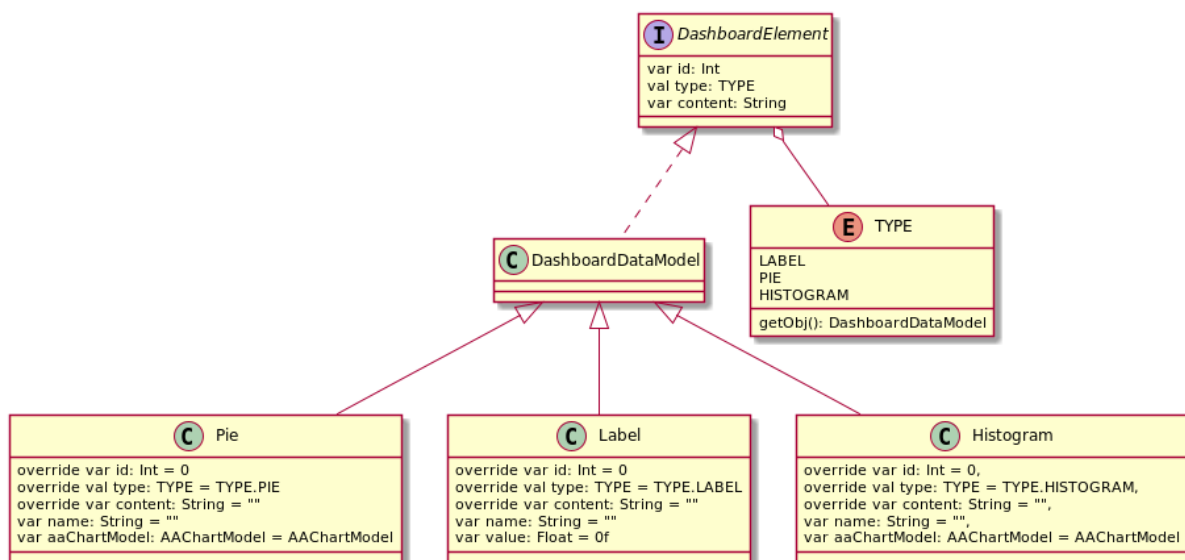 I DashboardElement
var id: Int
val type: TYPE
var content: String
C DashboardDataModel
E TYPE
LABEL
PIE
HISTOGRAM
getObj(): DashboardDataModel
C Pie
override var id: Int = 0
override val type: TYPE = TYPE.PIE
override var content: String = ""
var name: String = ""
var aaChartModel: AAChartModel = AAChartModel
C Label
override var id: Int = 0
override val type: TYPE = TYPE.LABEL
override var content: String = ""
var name: String = ""
var value: Float = 0f
C Histogram
override var id: Int = 0,
override val type: TYPE = TYPE.HISTOGRAM,
override var content: String = "",
var name: String = "",
var aaChartModel: AAChartModel = AAChartModel